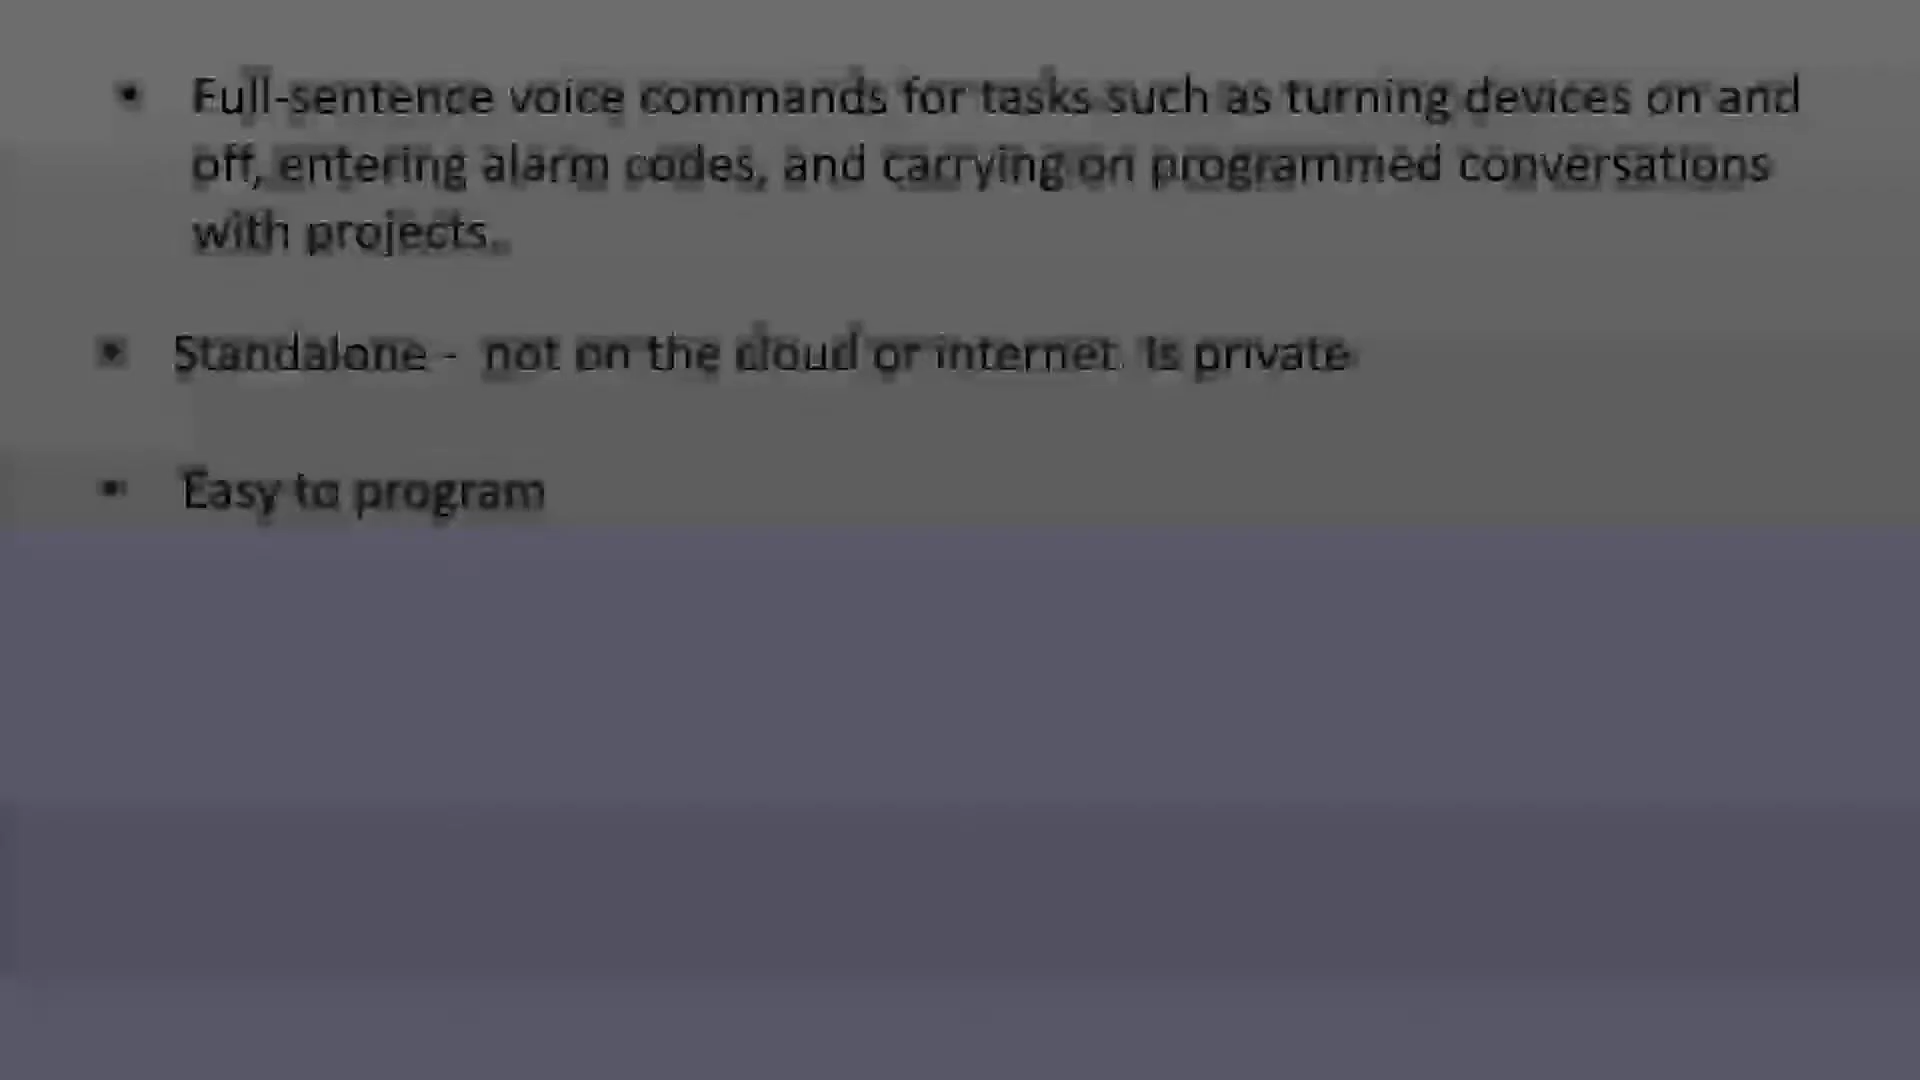 • Full-sentence voice commands for tasks such as turning devices on and
off, entering alarm codes, and carrying on programmed conversations
with projects.
• Standalone - not on the cloud or internet. Is private
• Easy to program